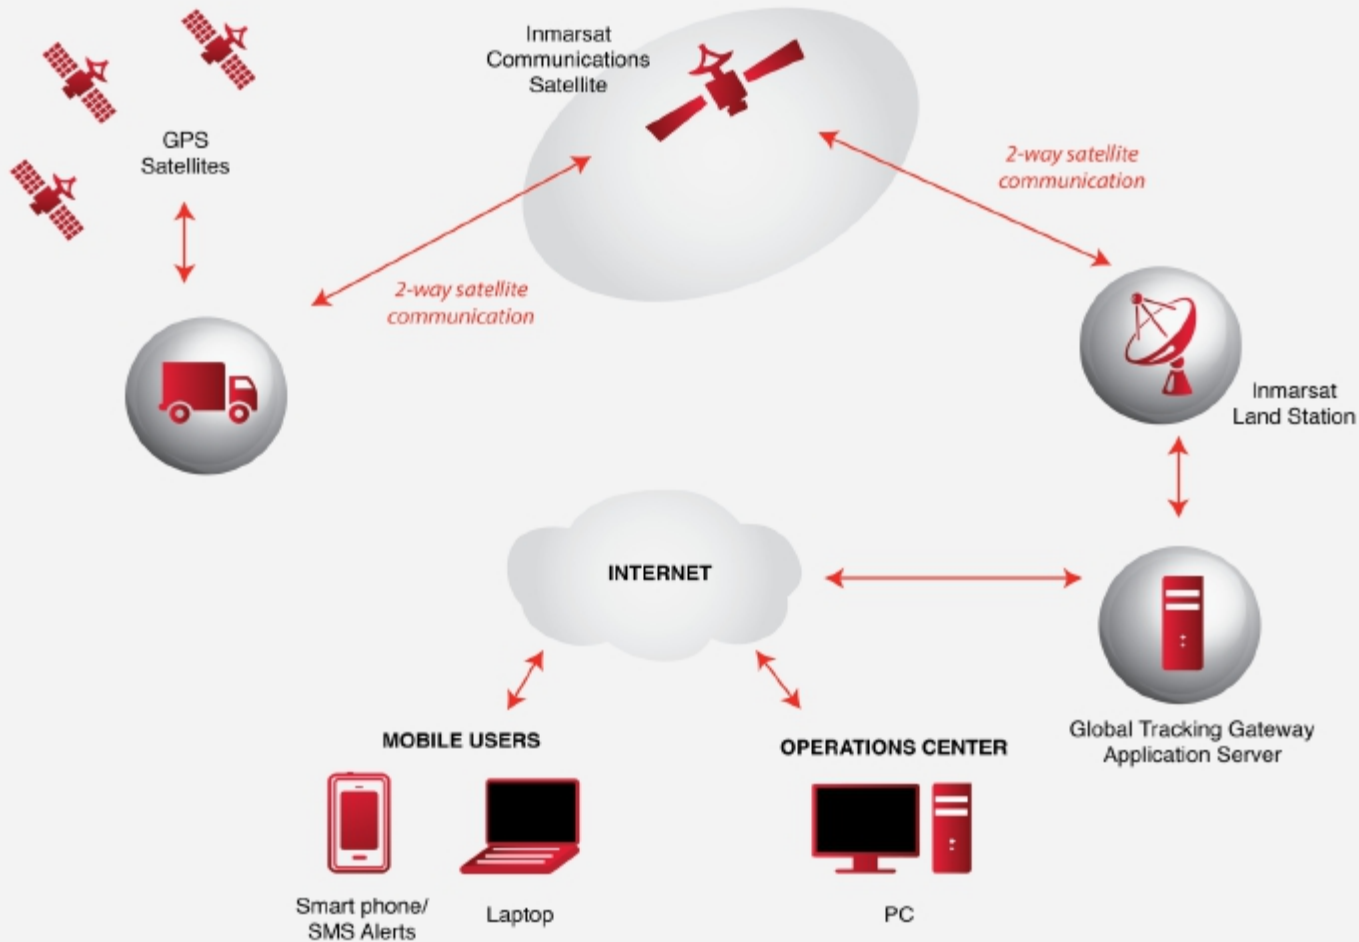 Inmarsat
Communications
Satellite
GPS
Satellites
2-way satellite
communication
2-way satellite
communication
Inmarsat
Land Station
INTERNET
Global Tracking Gateway
Application Server
MOBILE USERS
OPERATIONS CENTER
Smart phone/
SMS Alerts
Laptop
PC